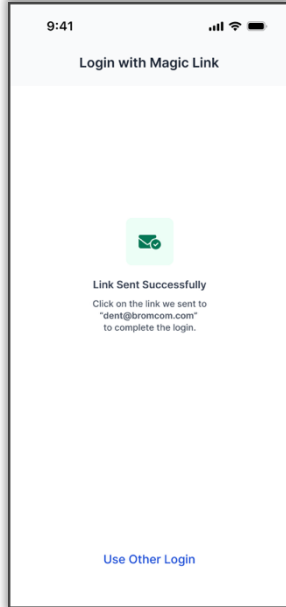 9:41
Login with Magic Link
Link Sent Successfully
Click on the link we sent to
"dent@bromcom.com"
to complete the login.
Use Other Login